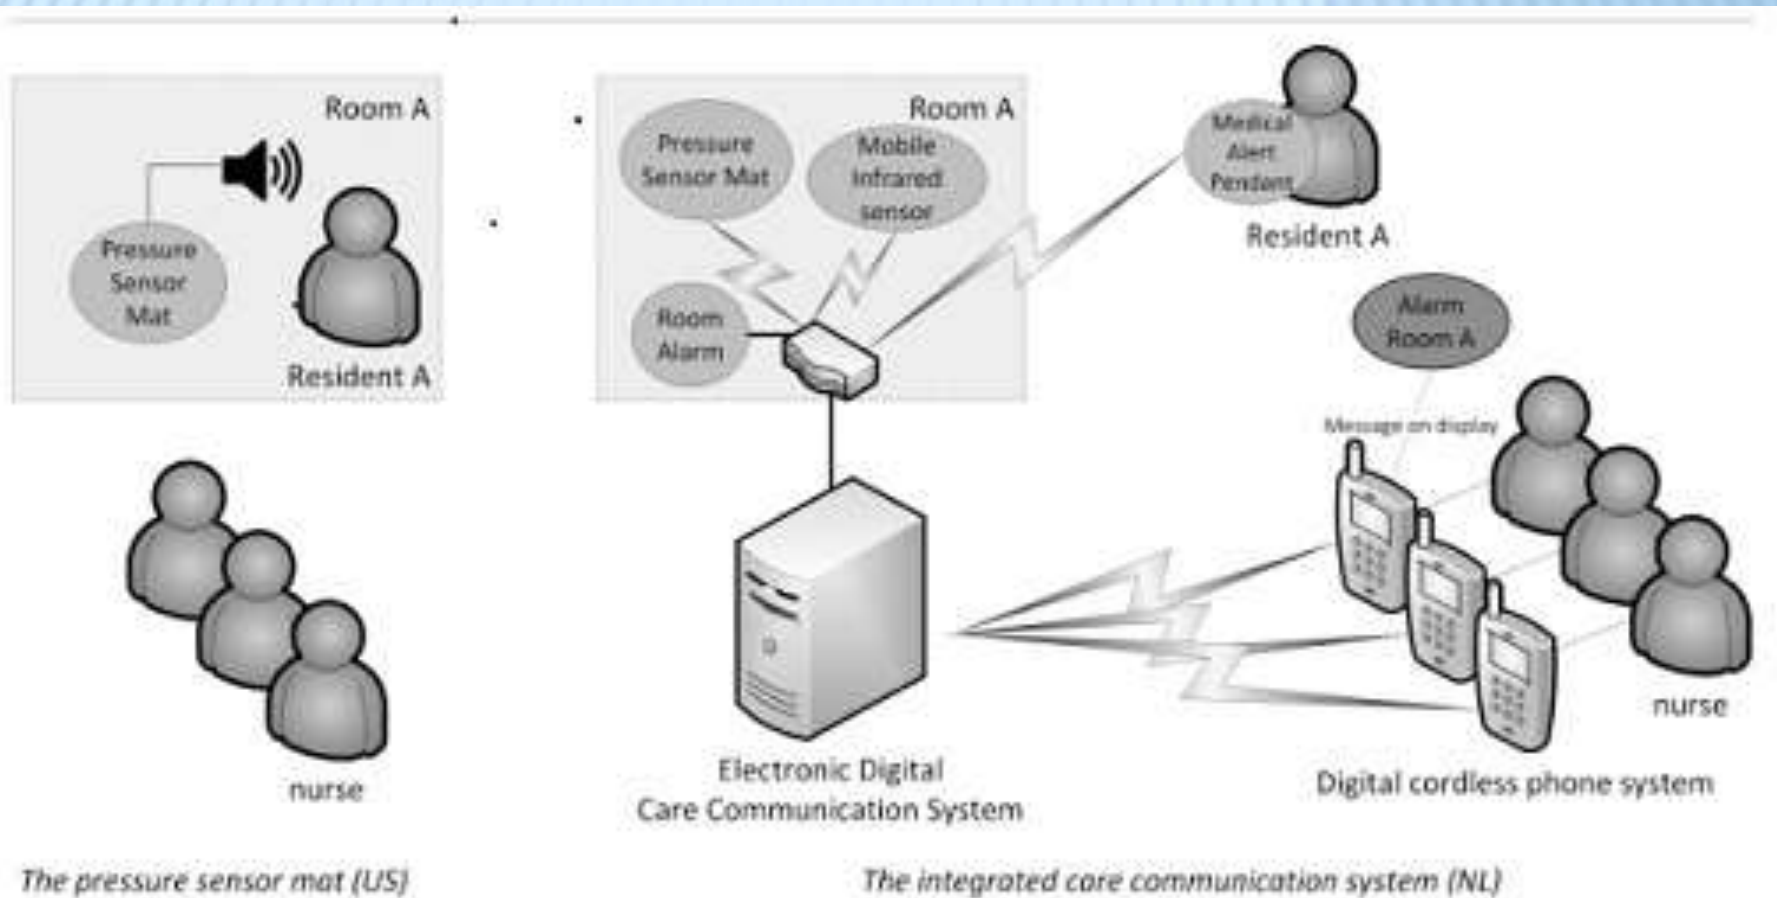 Room A
Pressure
Sensor
Mat
Resident A
nurse
The pressure sensor mat (US)
Room A
Pressure
Sensor Mat
Mobile
Infrared
sensor
Room
Alarm
Medical
Alert
Pendant
Resident A
Alarm
Room A
Message on display
nurse
Electronic Digital
Care Communication System
Digital cordless phone system
The integrated care communication system (NL)